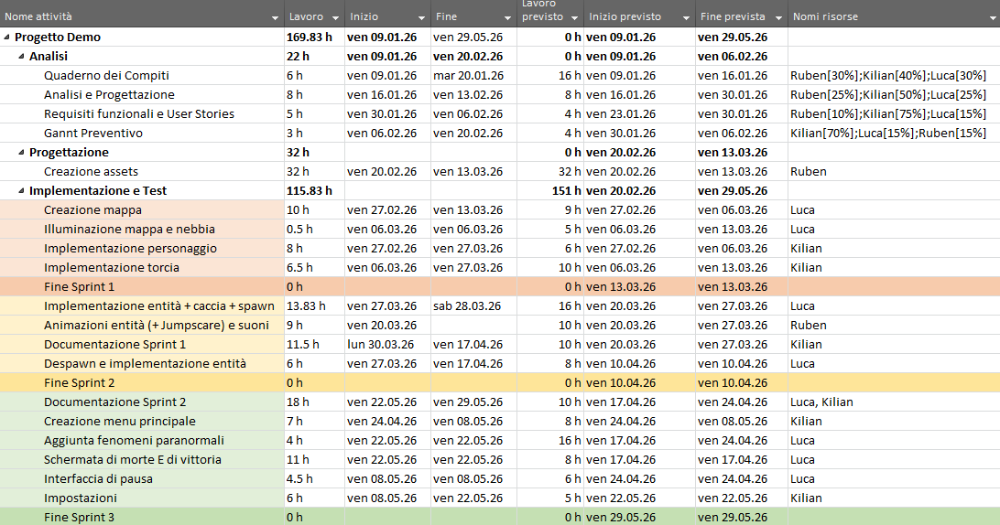 Nome attività Lavoro Inizio Fine Lavoro previsto Inizio previsto Fine prevista Nomi risorse
Progetto Demo 169.83 h ven 09.01.26 ven 29.05.26 0 h ven 09.01.26 ven 29.05.26
Analisi 22 h ven 09.01.26 ven 20.02.26 0 h ven 09.01.26 ven 06.02.26
Quaderno dei Compiti 6 h ven 09.01.26 mar 20.01.26 16 h ven 09.01.26 ven 16.01.26 Ruben[30%];Kilian[40%];Luca[30%]
Analisi e Progettazione 8 h ven 16.01.26 ven 13.02.26 8 h ven 16.01.26 ven 30.01.26 Ruben[25%];Kilian[50%];Luca[25%]
Requisiti funzionali e User Stories 5 h ven 30.01.26 ven 06.02.26 4 h ven 23.01.26 ven 30.01.26 Ruben[10%];Kilian[75%];Luca[15%]
Gannt Preventivo 3 h ven 06.02.26 ven 20.02.26 4 h ven 30.01.26 ven 06.02.26 Kilian[70%];Luca[15%];Ruben[15%]
Progettazione 32 h 0 h ven 20.02.26 ven 13.03.26
Creazione assets 32 h ven 20.02.26 ven 13.03.26 32 h ven 20.02.26 ven 13.03.26 Ruben
Implementazione e Test 115.83 h 151 h ven 20.02.26 ven 29.05.26
Creazione mappa 10 h ven 27.02.26 ven 13.03.26 9 h ven 27.02.26 ven 06.03.26 Luca
Illuminazione mappa e nebbia 0.5 h ven 06.03.26 ven 06.03.26 5 h ven 06.03.26 ven 13.03.26 Luca
Implementazione personaggio 8 h ven 27.02.26 ven 27.03.26 6 h ven 27.02.26 ven 06.03.26 Kilian
Implementazione torcia 6.5 h ven 06.03.26 ven 27.03.26 10 h ven 06.03.26 ven 13.03.26 Kilian
Fine Sprint 1 0 h 0 h ven 13.03.26 ven 13.03.26
Implementazione entità + caccia + spawn 13.83 h ven 27.03.26 sab 28.03.26 16 h ven 20.03.26 ven 27.03.26 Luca
Animazioni entità (+ Jumpscare) e suoni 9 h ven 20.03.26 10 h ven 20.03.26 ven 27.03.26 Ruben
Documentazione Sprint 1 11.5 h lun 30.03.26 ven 17.04.26 10 h ven 20.03.26 ven 27.03.26 Kilian
Despawn e implementazione entità 6 h ven 27.03.26 ven 17.04.26 8 h ven 10.04.26 ven 10.04.26 Luca
Fine Sprint 2 0 h 0 h ven 10.04.26 ven 10.04.26
Documentazione Sprint 2 18 h ven 22.05.26 ven 29.05.26 10 h ven 17.04.26 ven 24.04.26 Luca, Kilian
Creazione menu principale 7 h ven 24.04.26 ven 08.05.26 8 h ven 24.04.26 ven 08.05.26 Kilian
Aggiunta fenomeni paranormali 4 h ven 22.05.26 ven 22.05.26 16 h ven 17.04.26 ven 24.04.26 Luca
Schermata di morte E di vittoria 11 h ven 22.05.26 ven 22.05.26 8 h ven 17.04.26 ven 17.04.26 Luca
Interfaccia di pausa 4.5 h ven 08.05.26 ven 08.05.26 6 h ven 24.04.26 ven 24.04.26 Luca
Impostazioni 6 h ven 08.05.26 ven 22.05.26 5 h ven 22.05.26 ven 22.05.26 Kilian
Fine Sprint 3 0 h 0 h ven 29.05.26 ven 29.05.26